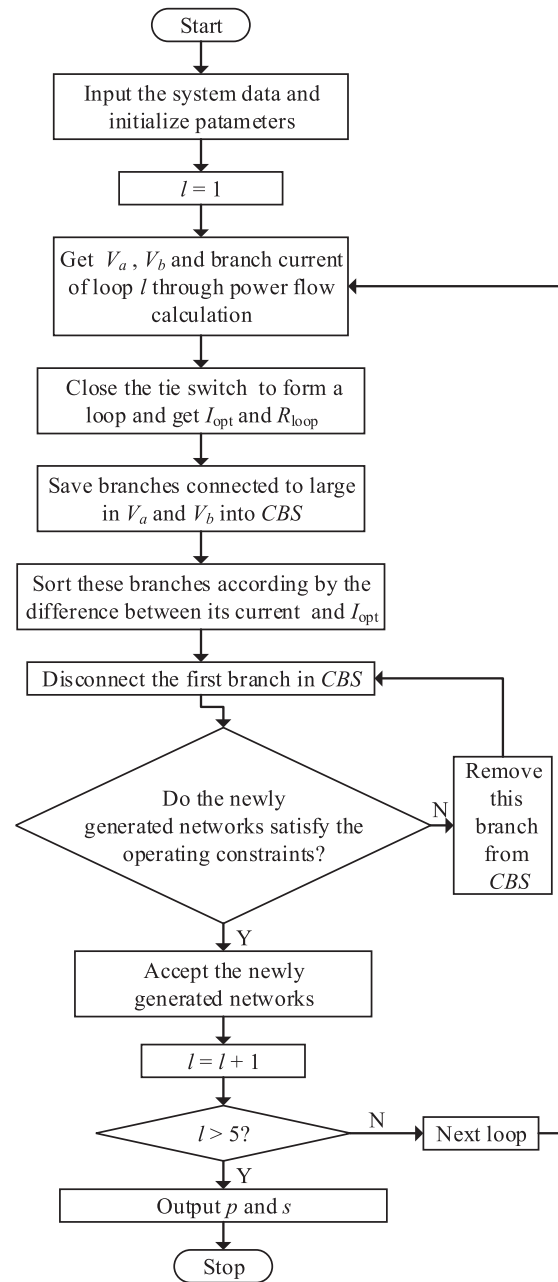 Start
Input the system data and
initialize patameters
l = 1
Get V_a , V_b and branch current
of loop l through power flow
calculation
Close the tie switch to form a
loop and get I_opt and R_loop
Save branches connected to large
in V_a and V_b into CBS
Sort these branches according by the
difference between its current and I_opt
Disconnect the first branch in CBS
Do the newly
generated networks satisfy the
operating constraints?
N
Remove
this
branch
from
CBS
Y
Accept the newly
generated networks
l = l + 1
l > 5?
N
Next loop
Y
Output p and s
Stop